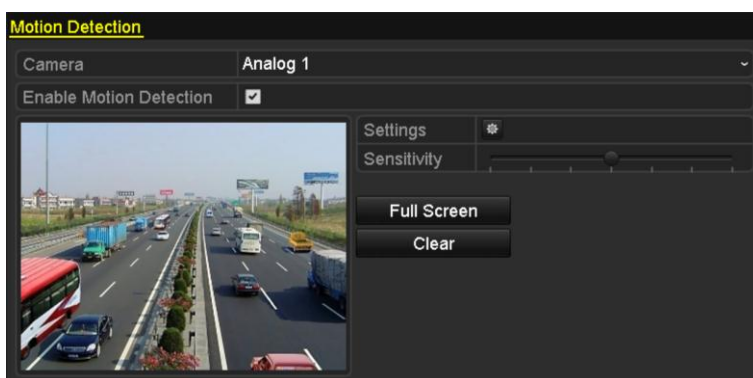 Motion Detection
Camera Analog 1
Enable Motion Detection
Settings
Sensitivity
Full Screen
Clear